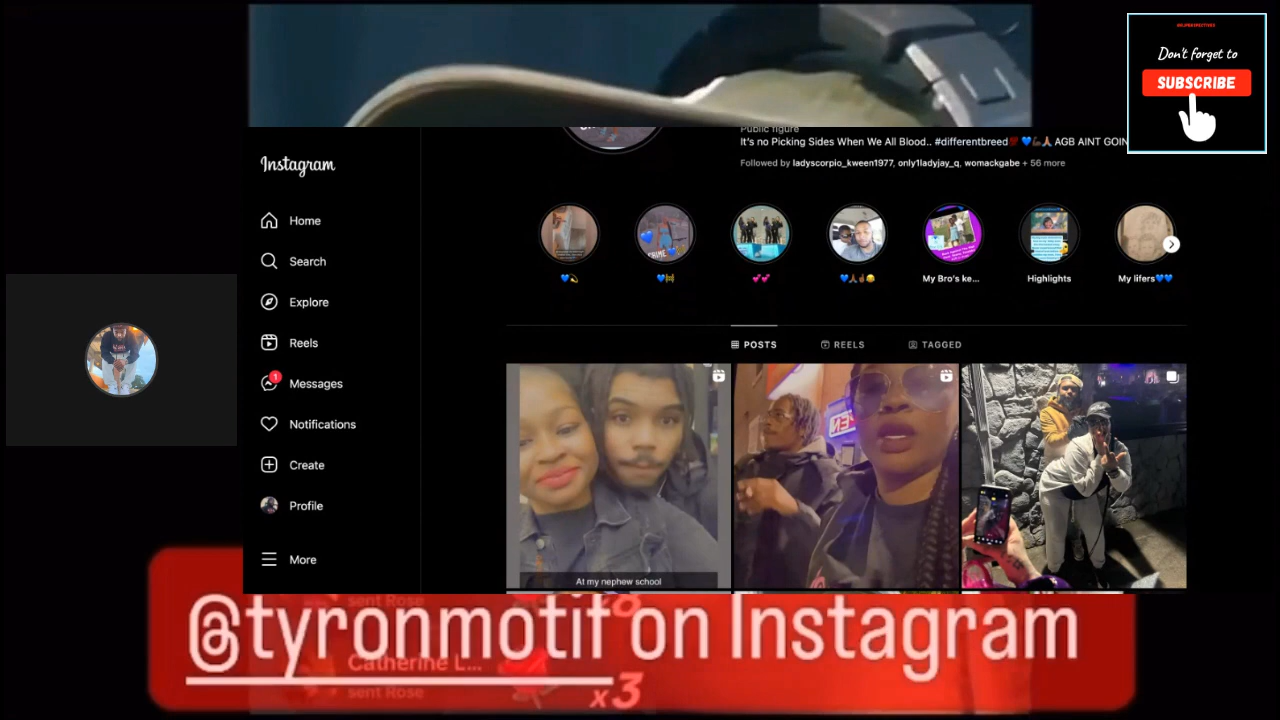 Don't forget to
SUBSCRIBE
Public figure
It's no Picking Sides When We All Blood.. #differentbreed💯💙💪🏾🙏🏾 AGB AINT GOIN
Followed by ladyscorpio_kween1977, only1ladyjay_q, womackgabe + 56 more
Instagram
Home
Search
Explore
Reels
1
Messages
Notifications
Create
Profile
More
My Bro's ke...
Highlights
My lifers💙💙
POSTS
REELS
TAGGED
At my nephew school
sent Rose
@tyronmotif on Instagram
Catherine L...
sent Rose
x3